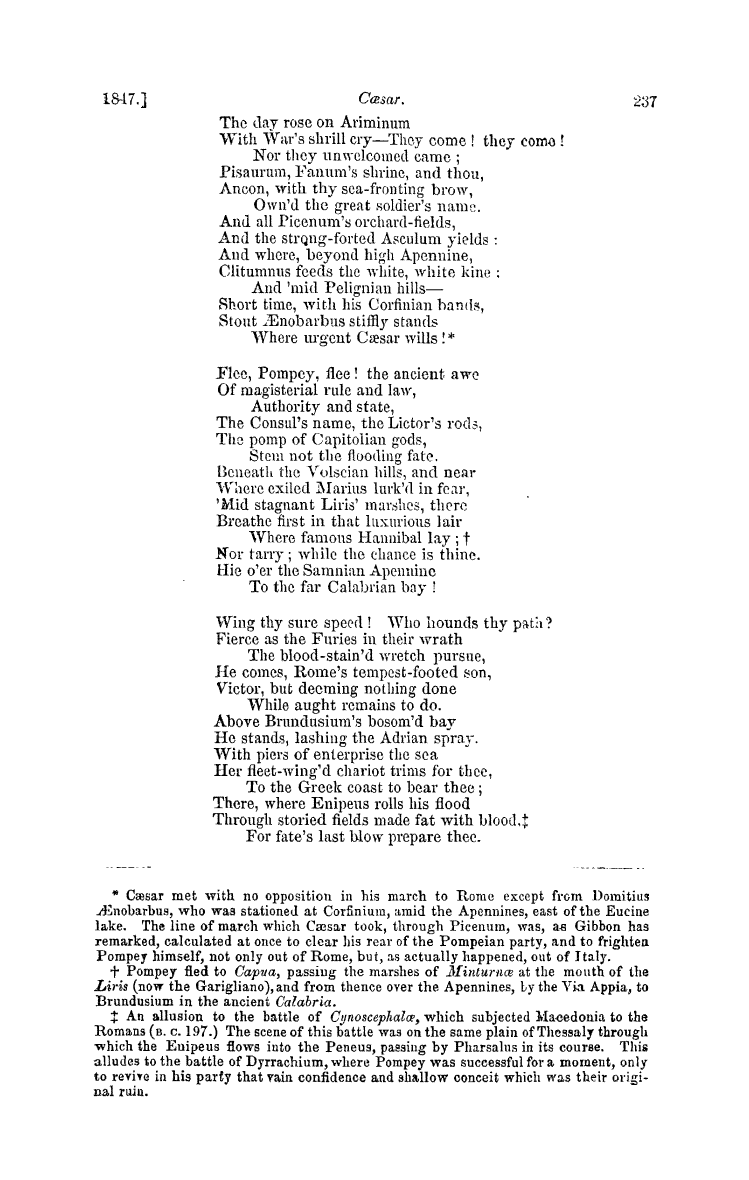 1847.] Cæsar. 237
The day rose on Ariminum
With War's shrill cry—They come! they come!
Nor they unwelcomed came;
Pisaurum, Fanum's shrine, and thou,
Ancon, with thy sea-fronting brow,
Own'd the great soldier's name.
And all Picenum's orchard-fields,
And the strong-forted Asculum yields:
And where, beyond high Apennine,
Clitumnus feeds the white, white kine:
And 'mid Pelignian hills—
Short time, with his Corfinian bands,
Stout Ænobarbus stiffly stands
Where urgent Cæsar wills!*
Flee, Pompey, flee! the ancient awe
Of magisterial rule and law,
Authority and state,
The Consul's name, the Lictor's rods,
The pomp of Capitolian gods,
Stem not the flooding fate.
Beneath the Volscian hills, and near
Where exiled Marius lurk'd in fear,
'Mid stagnant Liris' marshes, there
Breathe first in that luxurious lair
Where famous Hannibal lay;†
Nor tarry; while the chance is thine.
Hie o'er the Samnian Apennine
To the far Calabrian bay!
Wing thy sure speed! Who hounds thy path?
Fierce as the Furies in their wrath
The blood-stain'd wretch pursue,
He comes, Rome's tempest-footed son,
Victor, but deeming nothing done
While aught remains to do.
Above Brundusium's bosom'd bay
He stands, lashing the Adrian spray.
With piers of enterprise the sea
Her fleet-wing'd chariot trims for thee,
To the Greek coast to bear thee;
There, where Enipeus rolls his flood
Through storied fields made fat with blood,‡
For fate's last blow prepare thee.
* Cæsar met with no opposition in his march to Rome except from Domitius
Ænobarbus, who was stationed at Corfinium, amid the Apennines, east of the Eucine
lake. The line of march which Cæsar took, through Picenum, was, as Gibbon has
remarked, calculated at once to clear his rear of the Pompeian party, and to frighten
Pompey himself, not only out of Rome, but, as actually happened, out of Italy.
† Pompey fled to Capua, passing the marshes of Minturnæ at the mouth of the
Liris (now the Garigliano), and from thence over the Apennines, by the Via Appia, to
Brundusium in the ancient Calabria.
‡ An allusion to the battle of Cynoscephalæ, which subjected Macedonia to the
Romans (B. C. 197.) The scene of this battle was on the same plain of Thessaly through
which the Enipeus flows into the Peneus, passing by Pharsalus in its course. This
alludes to the battle of Dyrrachium, where Pompey was successful for a moment, only
to revive in his party that vain confidence and shallow conceit which was their origi-
nal ruin.